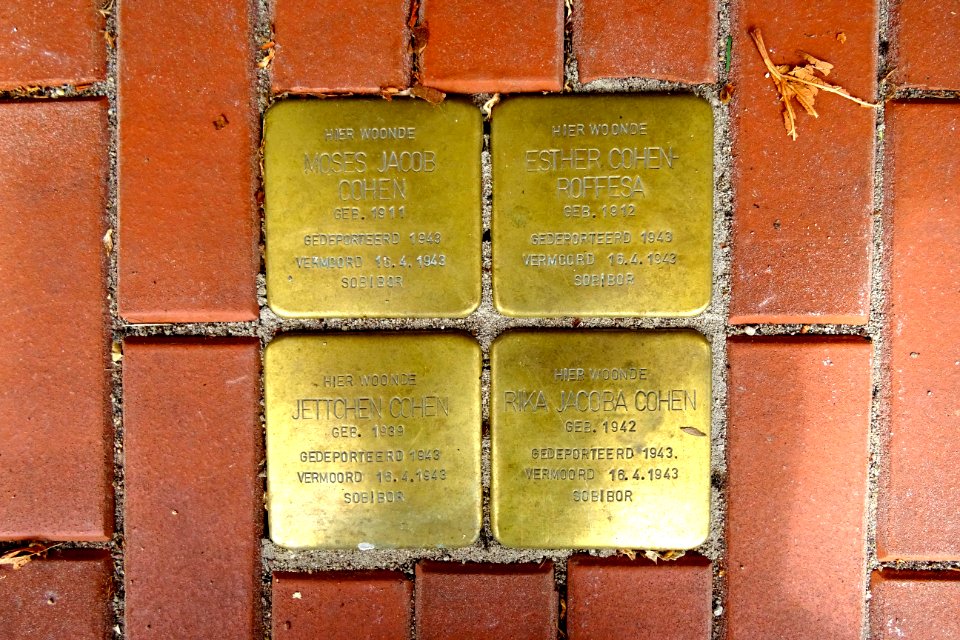 HIER WOONDE
MOSES JACOB
COHEN
GEB. 1911
GEDEPORTEERD 1943
VERMOORD 16.4.1943
SOBIBOR
HIER WOONDE
ESTHER COHEN-
ROFFESA
GEB. 1912
GEDEPORTEERD 1943
VERMOORD 16.4.1943
SOBIBOR
HIER WOONDE
JETTCHEN COHEN
GEB. 1939
GEDEPORTEERD 1943
VERMOORD 16.4.1943
SOBIBOR
HIER WOONDE
RIKA JACOBA COHEN
GEB. 1942
GEDEPORTEERD 1943.
VERMOORD 16.4.1943
SOBIBOR